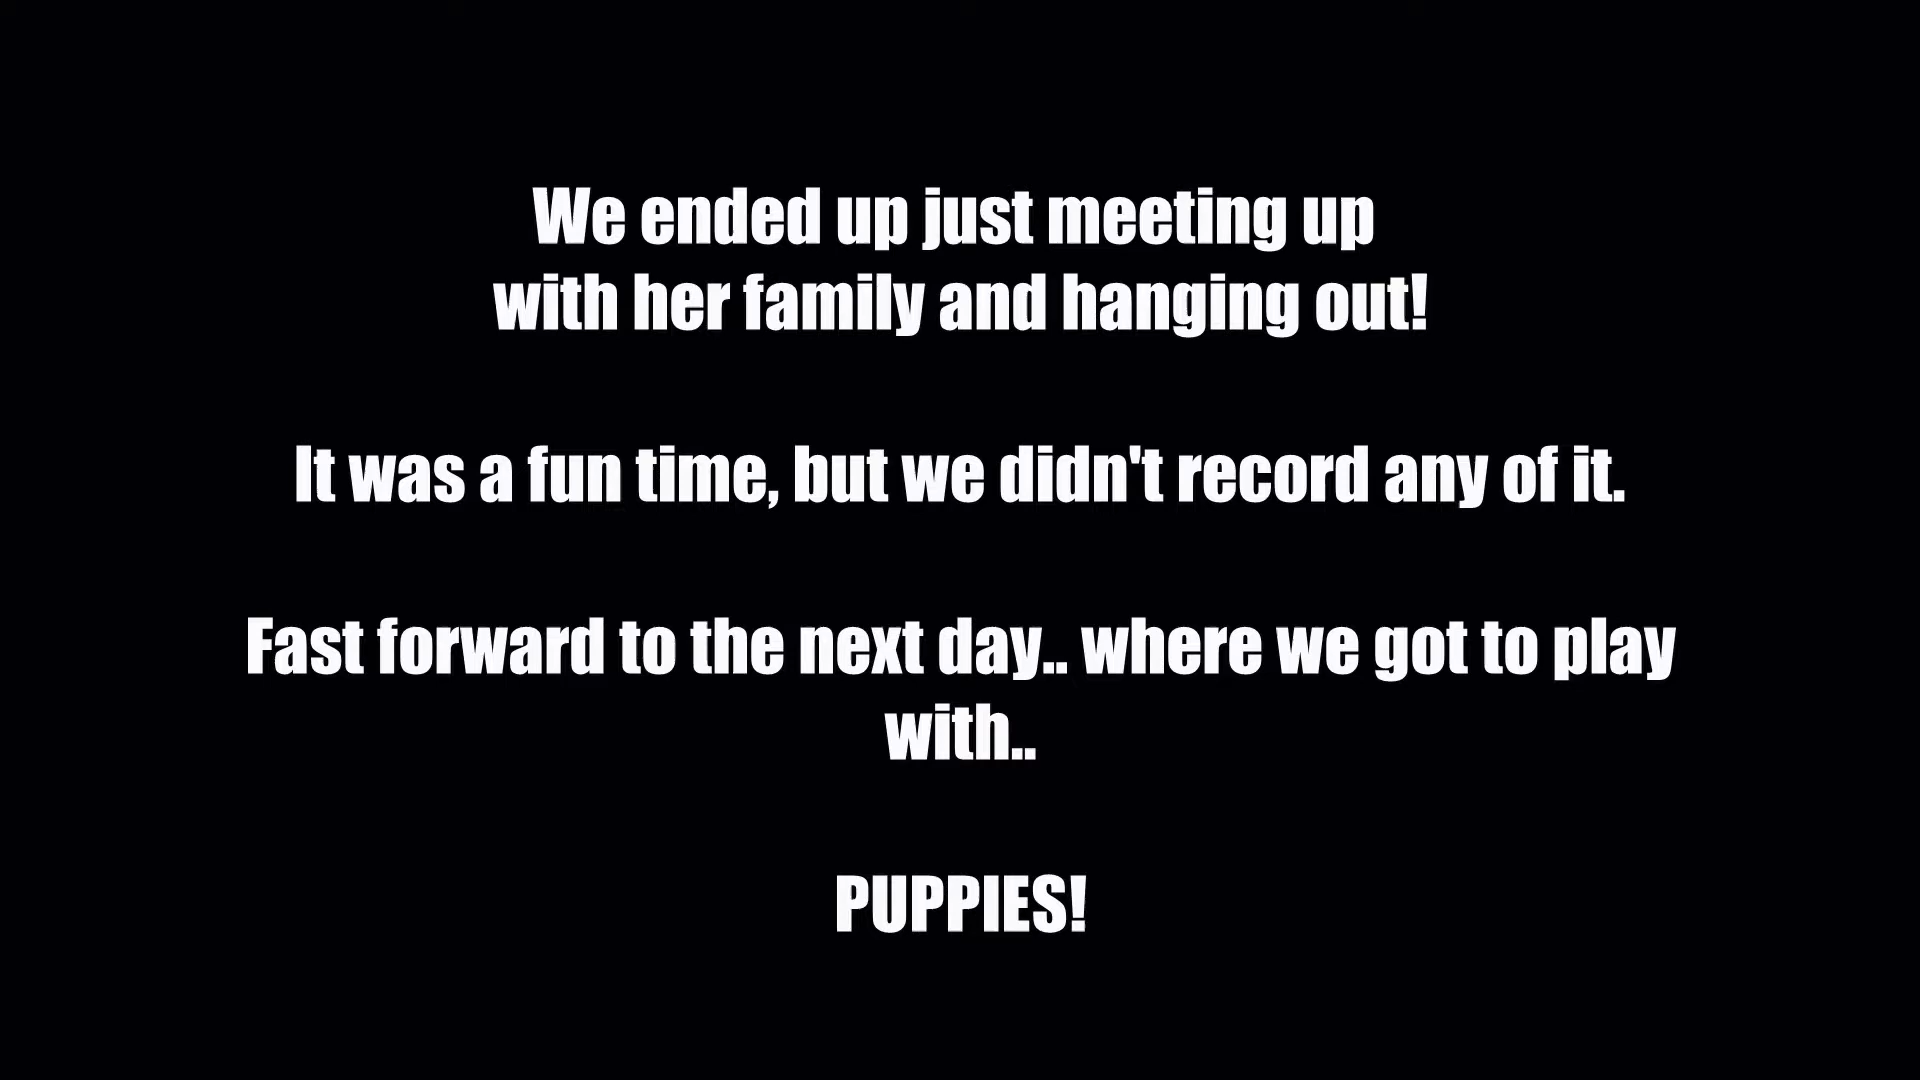 We ended up just meeting up
with her family and hanging out!
It was a fun time, but we didn't record any of it.
Fast forward to the next day.. where we got to play
with..
PUPPIES!